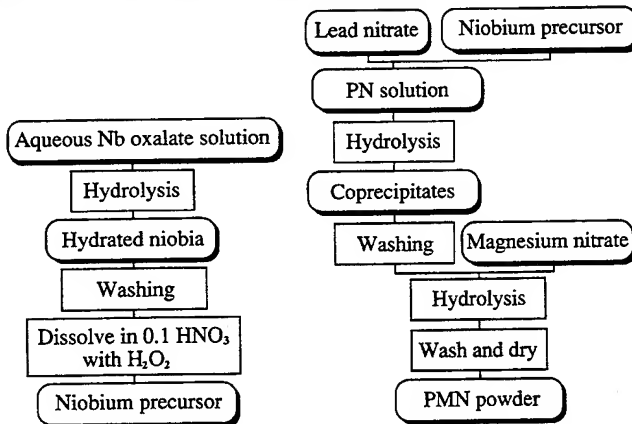 Aqueous Nb oxalate solution
Hydrolysis
Hydrated niobia
Washing
Dissolve in 0.1 HNO₃
with H₂O₂
Niobium precursor
Lead nitrate
Niobium precursor
PN solution
Hydrolysis
Coprecipitates
Washing
Magnesium nitrate
Hydrolysis
Wash and dry
PMN powder